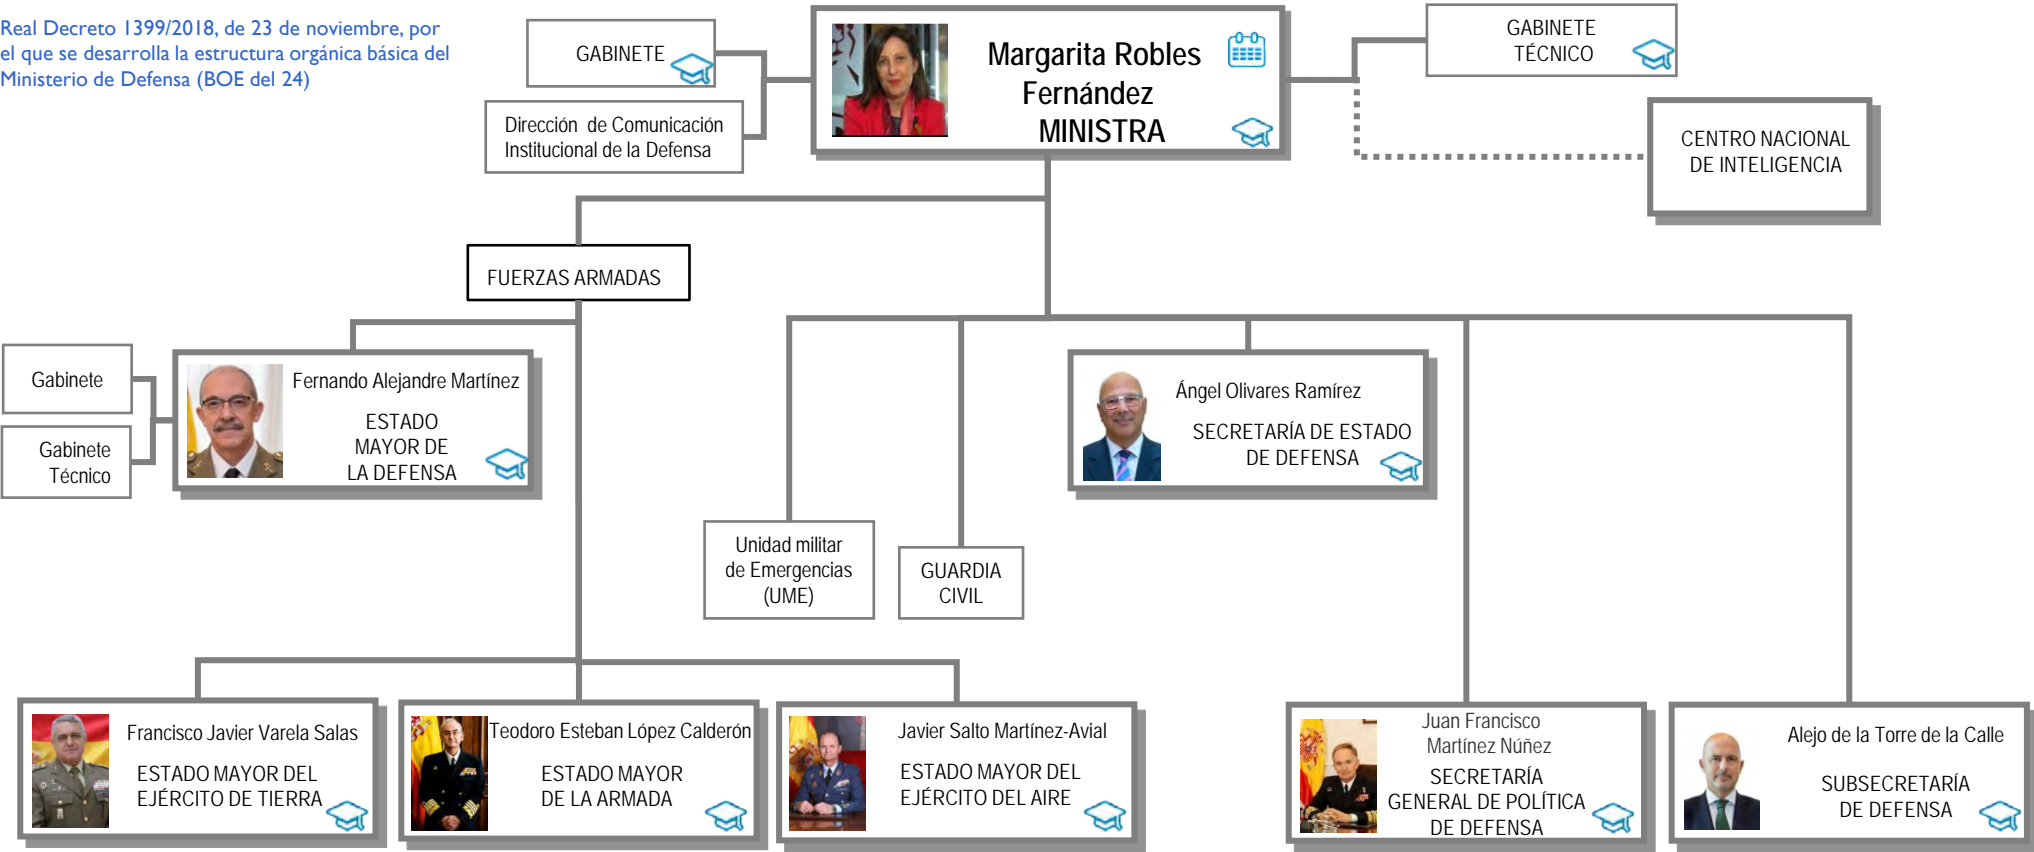 Real Decreto 1399/2018, de 23 de noviembre, por
el que se desarrolla la estructura orgánica básica del
Ministerio de Defensa (BOE del 24)
GABINETE
Dirección de Comunicación
Institucional de la Defensa
Margarita Robles
Fernández
MINISTRA
GABINETE
TÉCNICO
CENTRO NACIONAL
DE INTELIGENCIA
FUERZAS ARMADAS
Gabinete
Gabinete
Técnico
Fernando Alejandre Martínez
ESTADO
MAYOR DE
LA DEFENSA
Ángel Olivares Ramírez
SECRETARÍA DE ESTADO
DE DEFENSA
Unidad militar
de Emergencias
(UME)
GUARDIA
CIVIL
Francisco Javier Varela Salas
ESTADO MAYOR DEL
EJÉRCITO DE TIERRA
Teodoro Esteban López Calderón
ESTADO MAYOR
DE LA ARMADA
Javier Salto Martínez-Avial
ESTADO MAYOR DEL
EJÉRCITO DEL AIRE
Juan Francisco
Martínez Núñez
SECRETARÍA
GENERAL DE POLÍTICA
DE DEFENSA
Alejo de la Torre de la Calle
SUBSECRETARÍA
DE DEFENSA